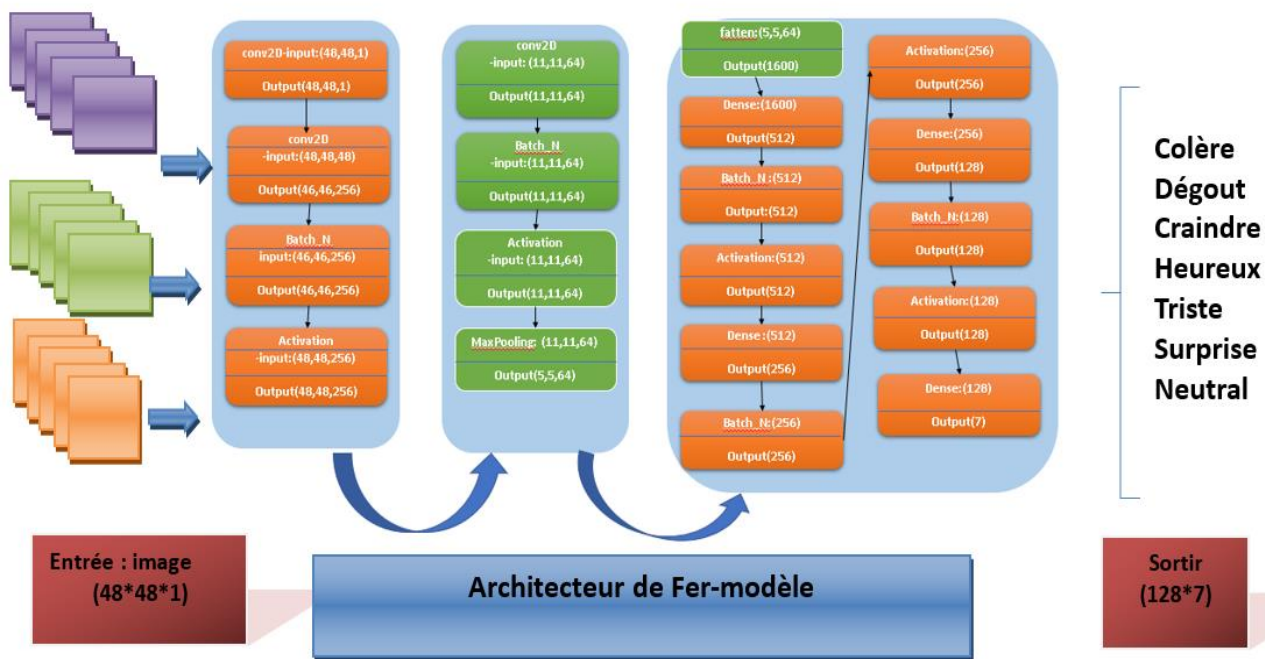 conv2D-input:(48,48,1)
Output(48,48,1)
conv2D
-input:(48,48,48)
Output(46,46,256)
Batch_N
input:(46,46,256)
Output(46,46,256)
Activation
-input:(48,48,256)
Output(48,48,256)
conv2D
-input: (11,11,64)
Output(11,11,64)
Batch_N
-input:(11,11,64)
Output(11,11,64)
Activation
-input: (11,11,64)
Output(11,11,64)
MaxPooling: (11,11,64)
Output(5,5,64)
fatten:(5,5,64)
Output(1600)
Dense:(1600)
Output(512)
Batch_N:(512)
Output:(512)
Activation:(512)
Output(512)
Dense :(512)
Output(256)
Batch_N:(256)
Output(256)
Activation:(256)
Output(256)
Dense:(256)
Output(128)
Batch_N:(128)
Output(128)
Activation:(128)
Output(128)
Dense:(128)
Output(7)
Colère
Dégout
Craindre
Heureux
Triste
Surprise
Neutral
Entrée : image
(48*48*1)
Architecteur de Fer-modèle
Sortir
(128*7)